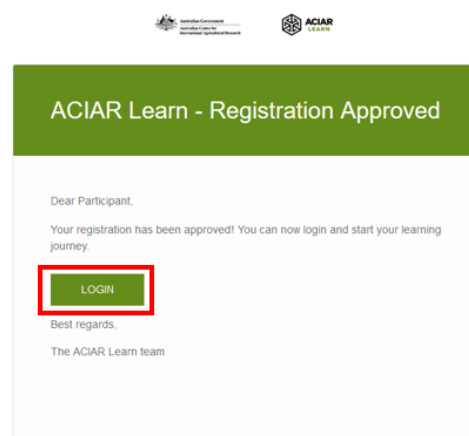 Australian Government
Australian Centre for
International Agricultural Research
ACIAR
LEARN
ACIAR Learn - Registration Approved
Dear Participant,
Your registration has been approved! You can now login and start your learning
journey.
LOGIN
Best regards,
The ACIAR Learn team